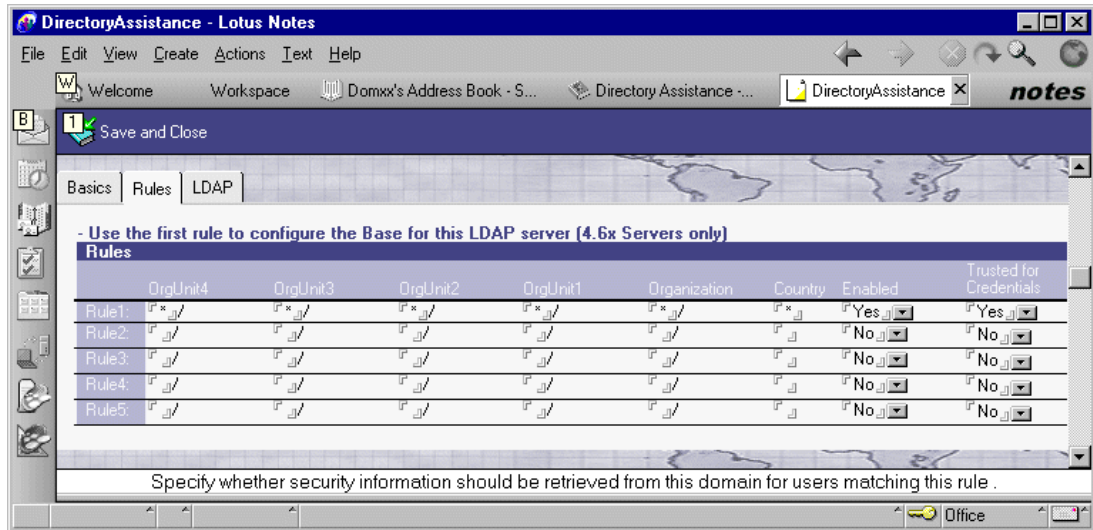 DirectoryAssistance - Lotus Notes
File Edit View Create Actions Text Help
W Welcome Workspace Domxx's Address Book - S... Directory Assistance -... DirectoryAssistance notes
B
1 Save and Close
Basics Rules LDAP
- Use the first rule to configure the Base for this LDAP server (4.6x Servers only)
Rules
OrgUnit4 OrgUnit3 OrgUnit2 OrgUnit1 Organization Country Enabled Trusted for Credentials
Rule1: * / * / * / * / * / * Yes Yes
Rule2: / / / / / No No
Rule3: / / / / / No No
Rule4: / / / / / No No
Rule5: / / / / / No No
Specify whether security information should be retrieved from this domain for users matching this rule .
Office